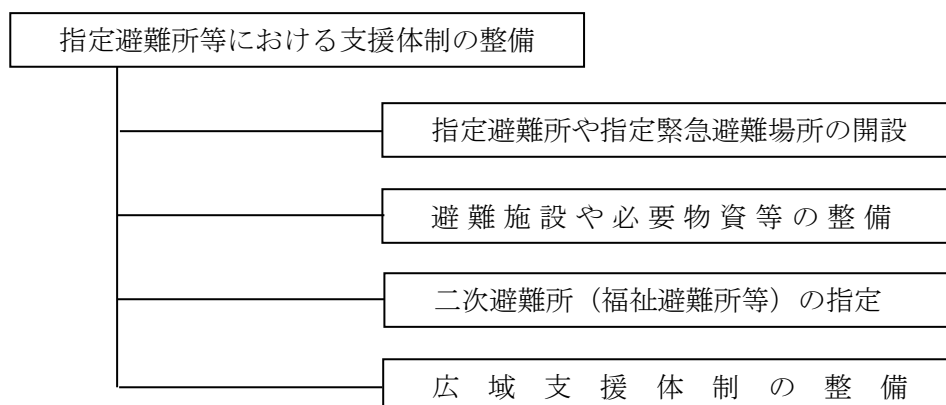 指定避難所等における支援体制の整備
指定避難所や指定緊急避難場所の開設
避難施設や必要物資等の整備
二次避難所（福祉避難所等）の指定
広域支援体制の整備